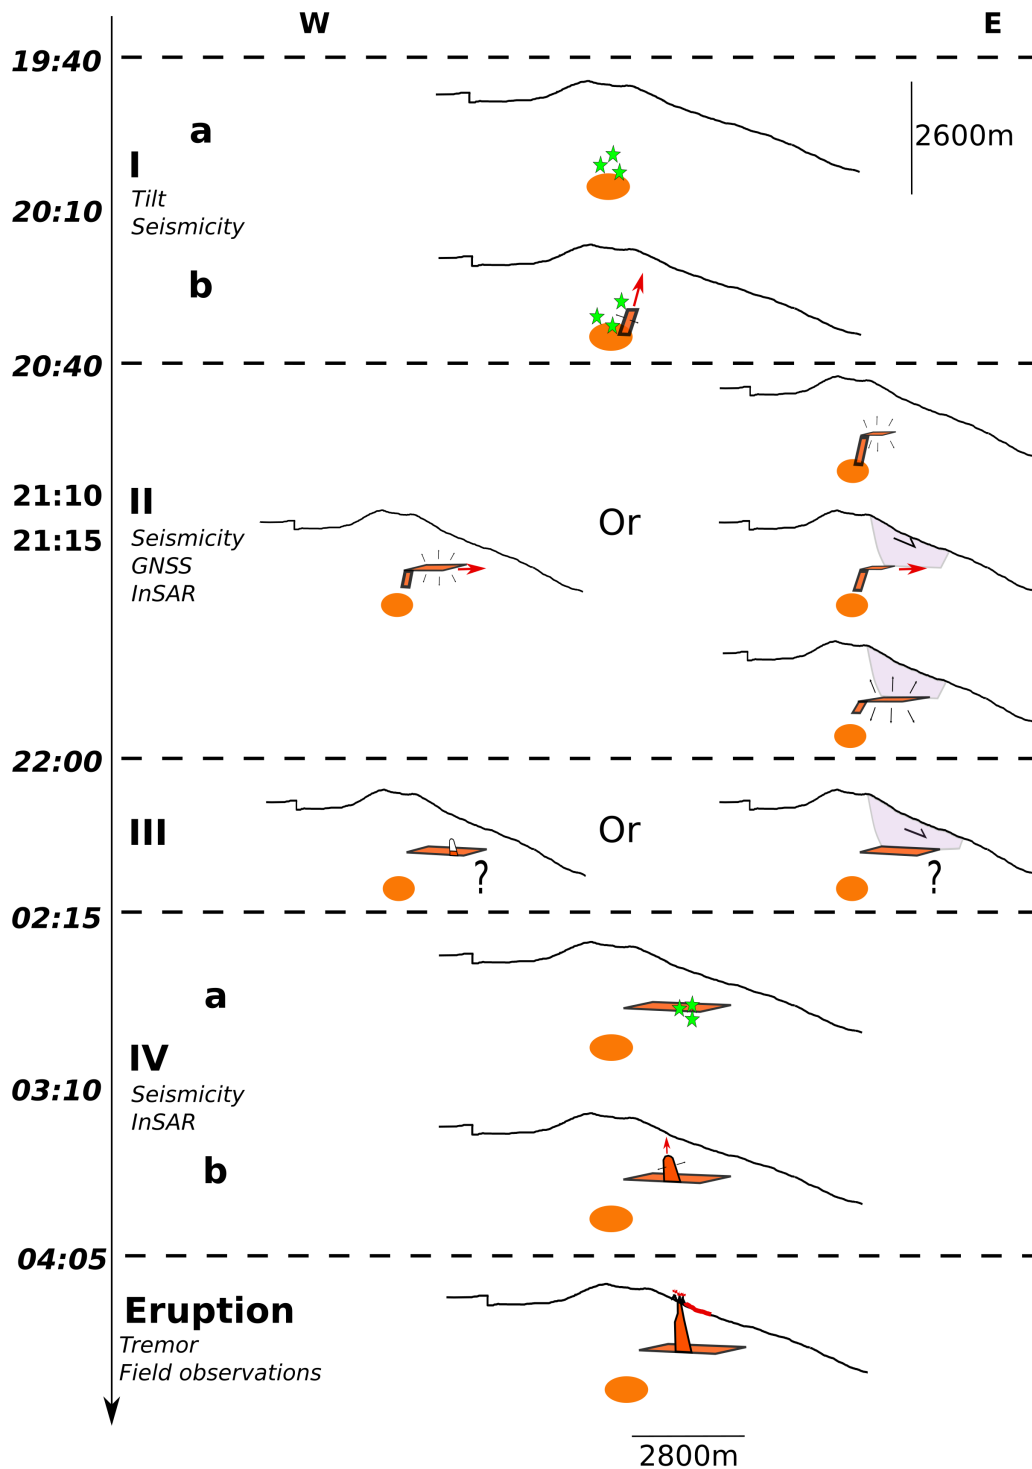 W E
19:40
2600m
a
I
Tilt
20:10
Seismicity
b
20:40
21:10
II
Or
21:15
Seismicity
GNSS
InSAR
22:00
III
Or
?
?
02:15
a
IV
03:10
Seismicity
InSAR
b
04:05
Eruption
Tremor
Field observations
2800m